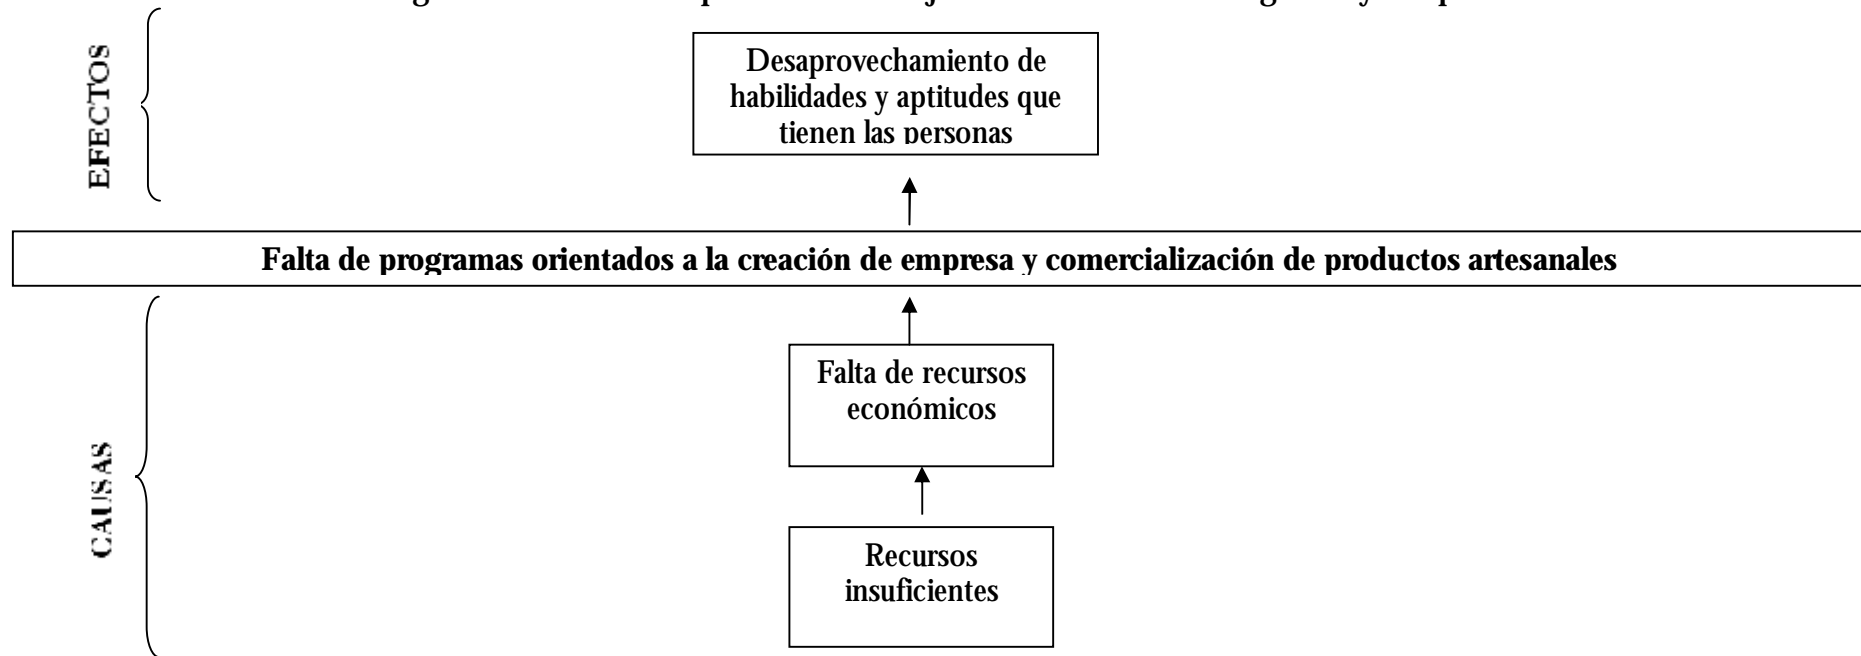 EFECTOS
Desaprovechamiento de
habilidades y aptitudes que
tienen las personas
Falta de programas orientados a la creación de empresa y comercialización de productos artesanales
CAUSAS
Falta de recursos
económicos
Recursos
insuficientes